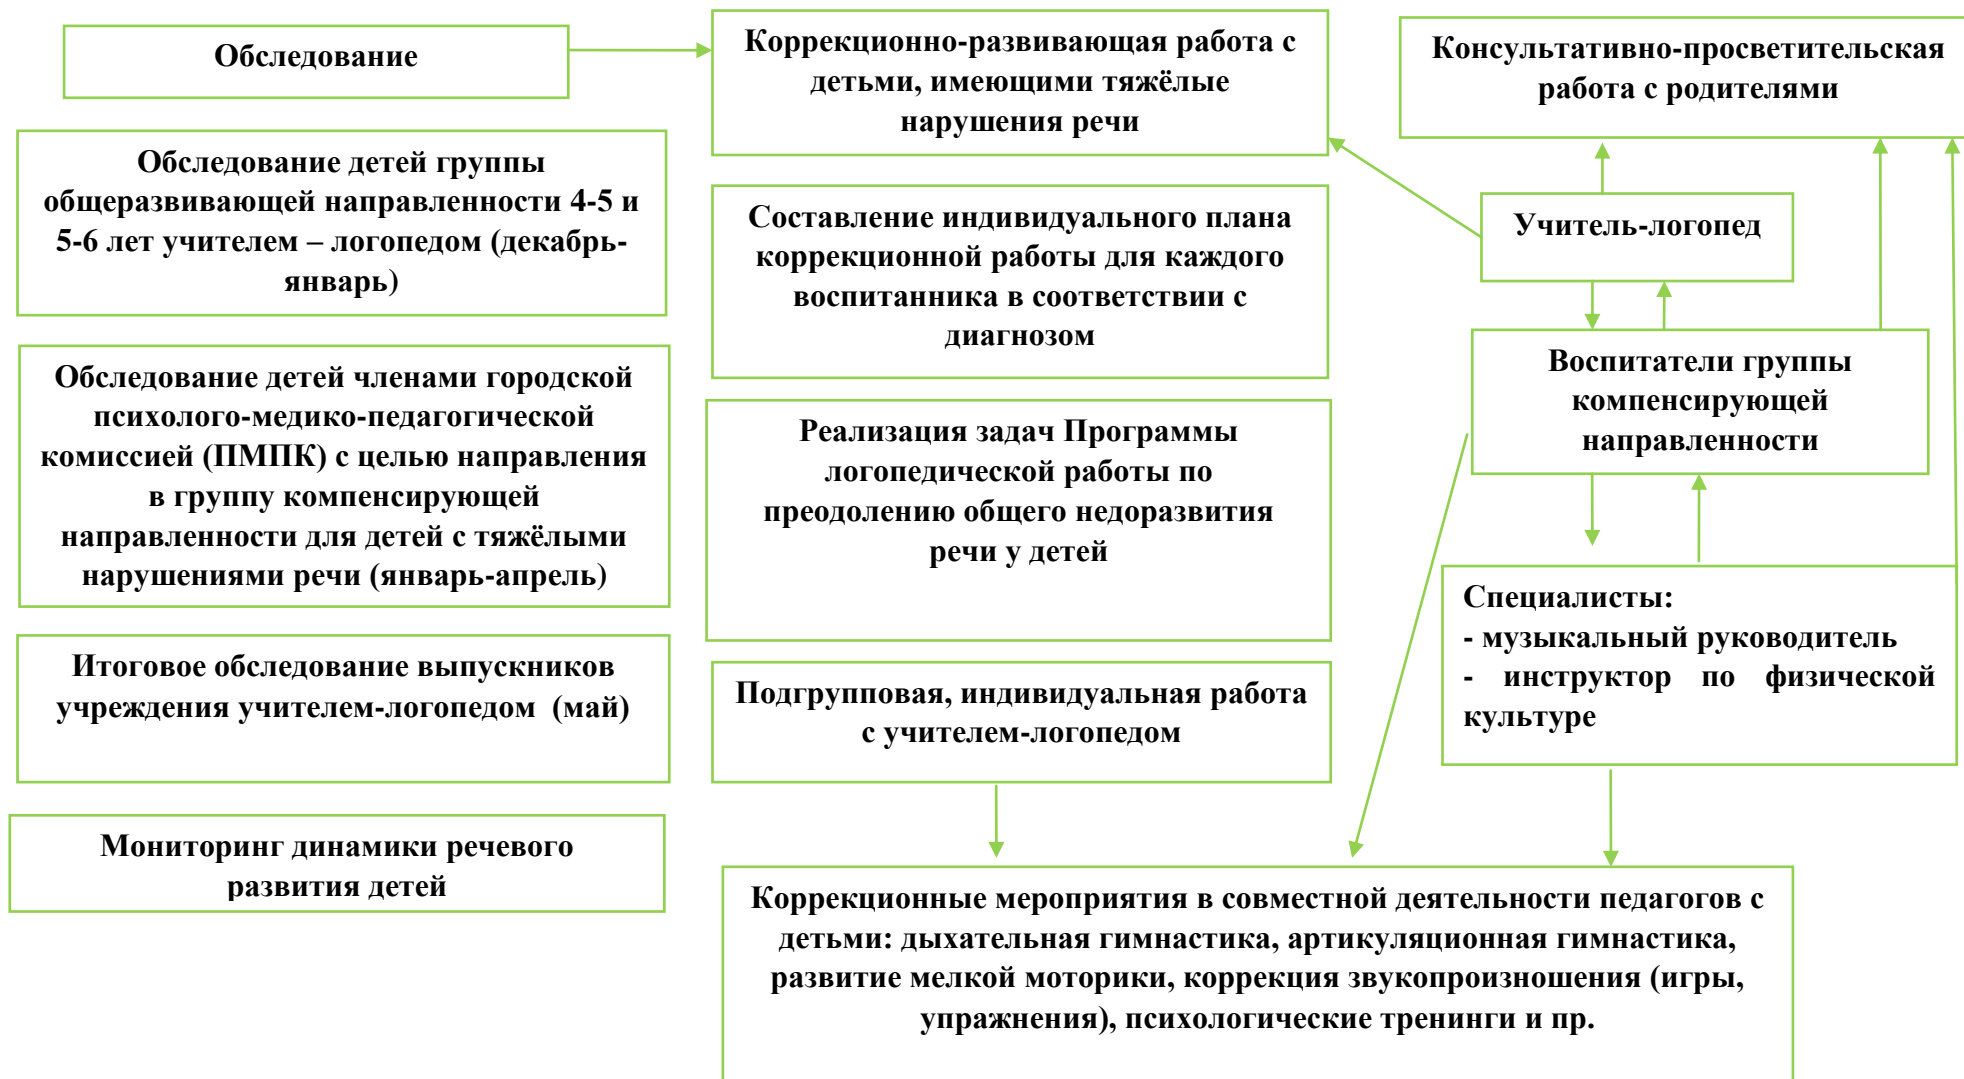 Обследование
Обследование детей группы
общеразвивающей направленности 4-5 и
5-6 лет учителем – логопедом (декабрь-
январь)
Обследование детей членами городской
психолого-медико-педагогической
комиссией (ПМПК) с целью направления
в группу компенсирующей
направленности для детей с тяжёлыми
нарушениями речи (январь-апрель)
Итоговое обследование выпускников
учреждения учителем-логопедом (май)
Мониторинг динамики речевого
развития детей
Коррекционно-развивающая работа с
детьми, имеющими тяжёлые
нарушения речи
Составление индивидуального плана
коррекционной работы для каждого
воспитанника в соответствии с
диагнозом
Реализация задач Программы
логопедической работы по
преодолению общего недоразвития
речи у детей
Подгрупповая, индивидуальная работа
с учителем-логопедом
Консультативно-просветительская
работа с родителями
Учитель-логопед
Воспитатели группы
компенсирующей
направленности
Специалисты:
- музыкальный руководитель
- инструктор по физической
культуре
Коррекционные мероприятия в совместной деятельности педагогов с
детьми: дыхательная гимнастика, артикуляционная гимнастика,
развитие мелкой моторики, коррекция звукопроизношения (игры,
упражнения), психологические тренинги и пр.